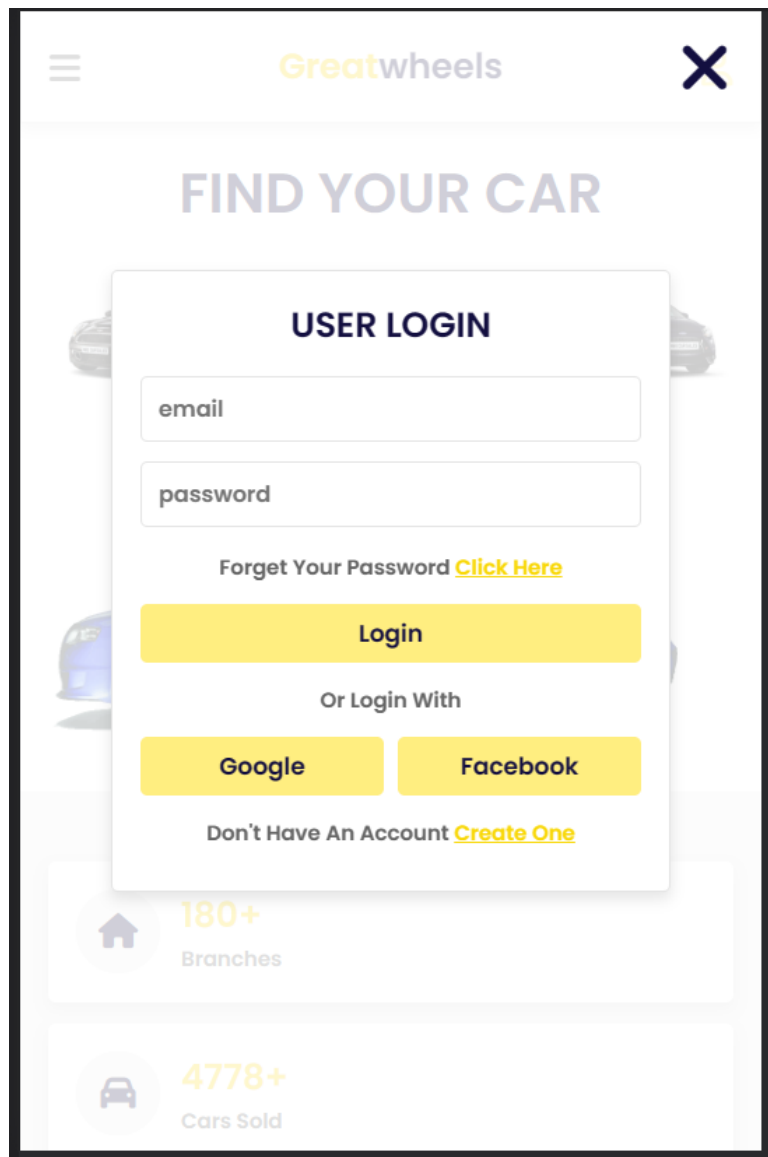 Greatwheels
FIND YOUR CAR
USER LOGIN
email
password
Forget Your Password Click Here
Login
Or Login With
Google Facebook
Don't Have An Account Create One
180+
Branches
4778+
Cars Sold